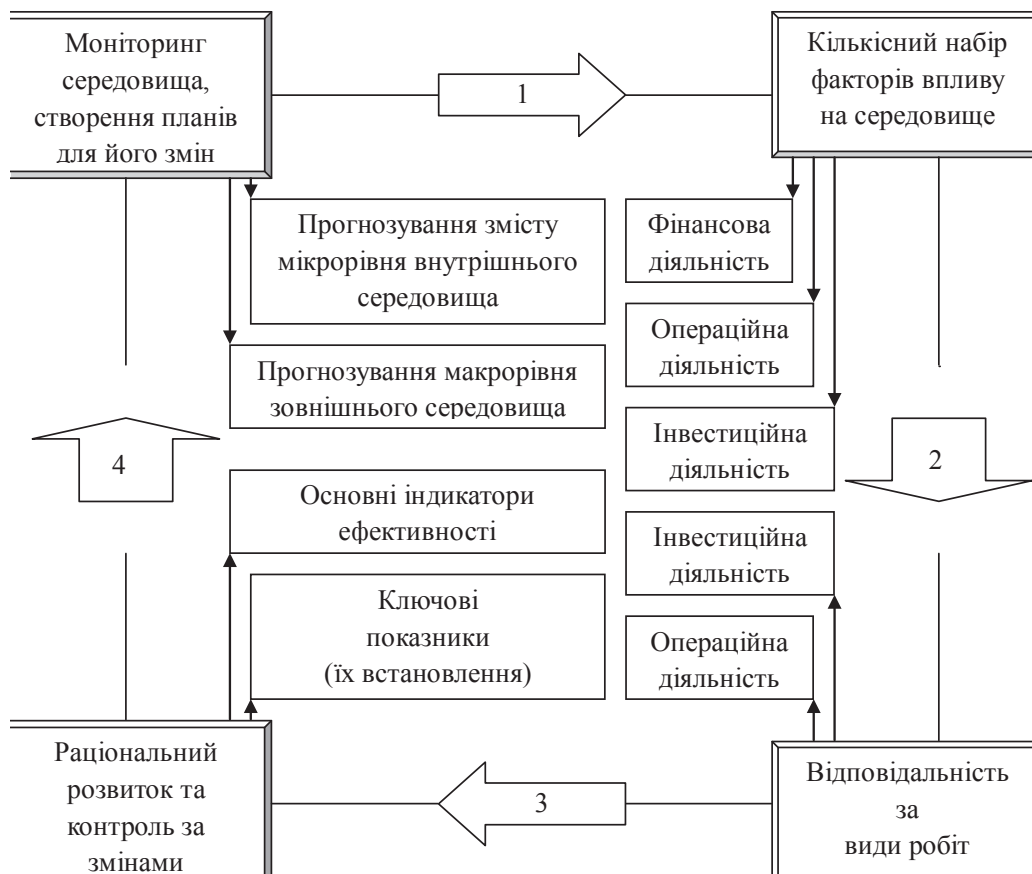 Моніторинг
середовища,
створення планів
для його змін
1
Кількісний набір
факторів впливу
на середовище
Прогнозування змісту
мікрорівня внутрішнього
середовища
Прогнозування макрорівня
зовнішнього середовища
Фінансова
діяльність
Операційна
діяльність
Інвестиційна
діяльність
4
2
Основні індикатори
ефективності
Ключові
показники
(їх встановлення)
Інвестиційна
діяльність
Операційна
діяльність
Раціональний
розвиток та
контроль за
змінами
3
Відповідальність
за
види робіт